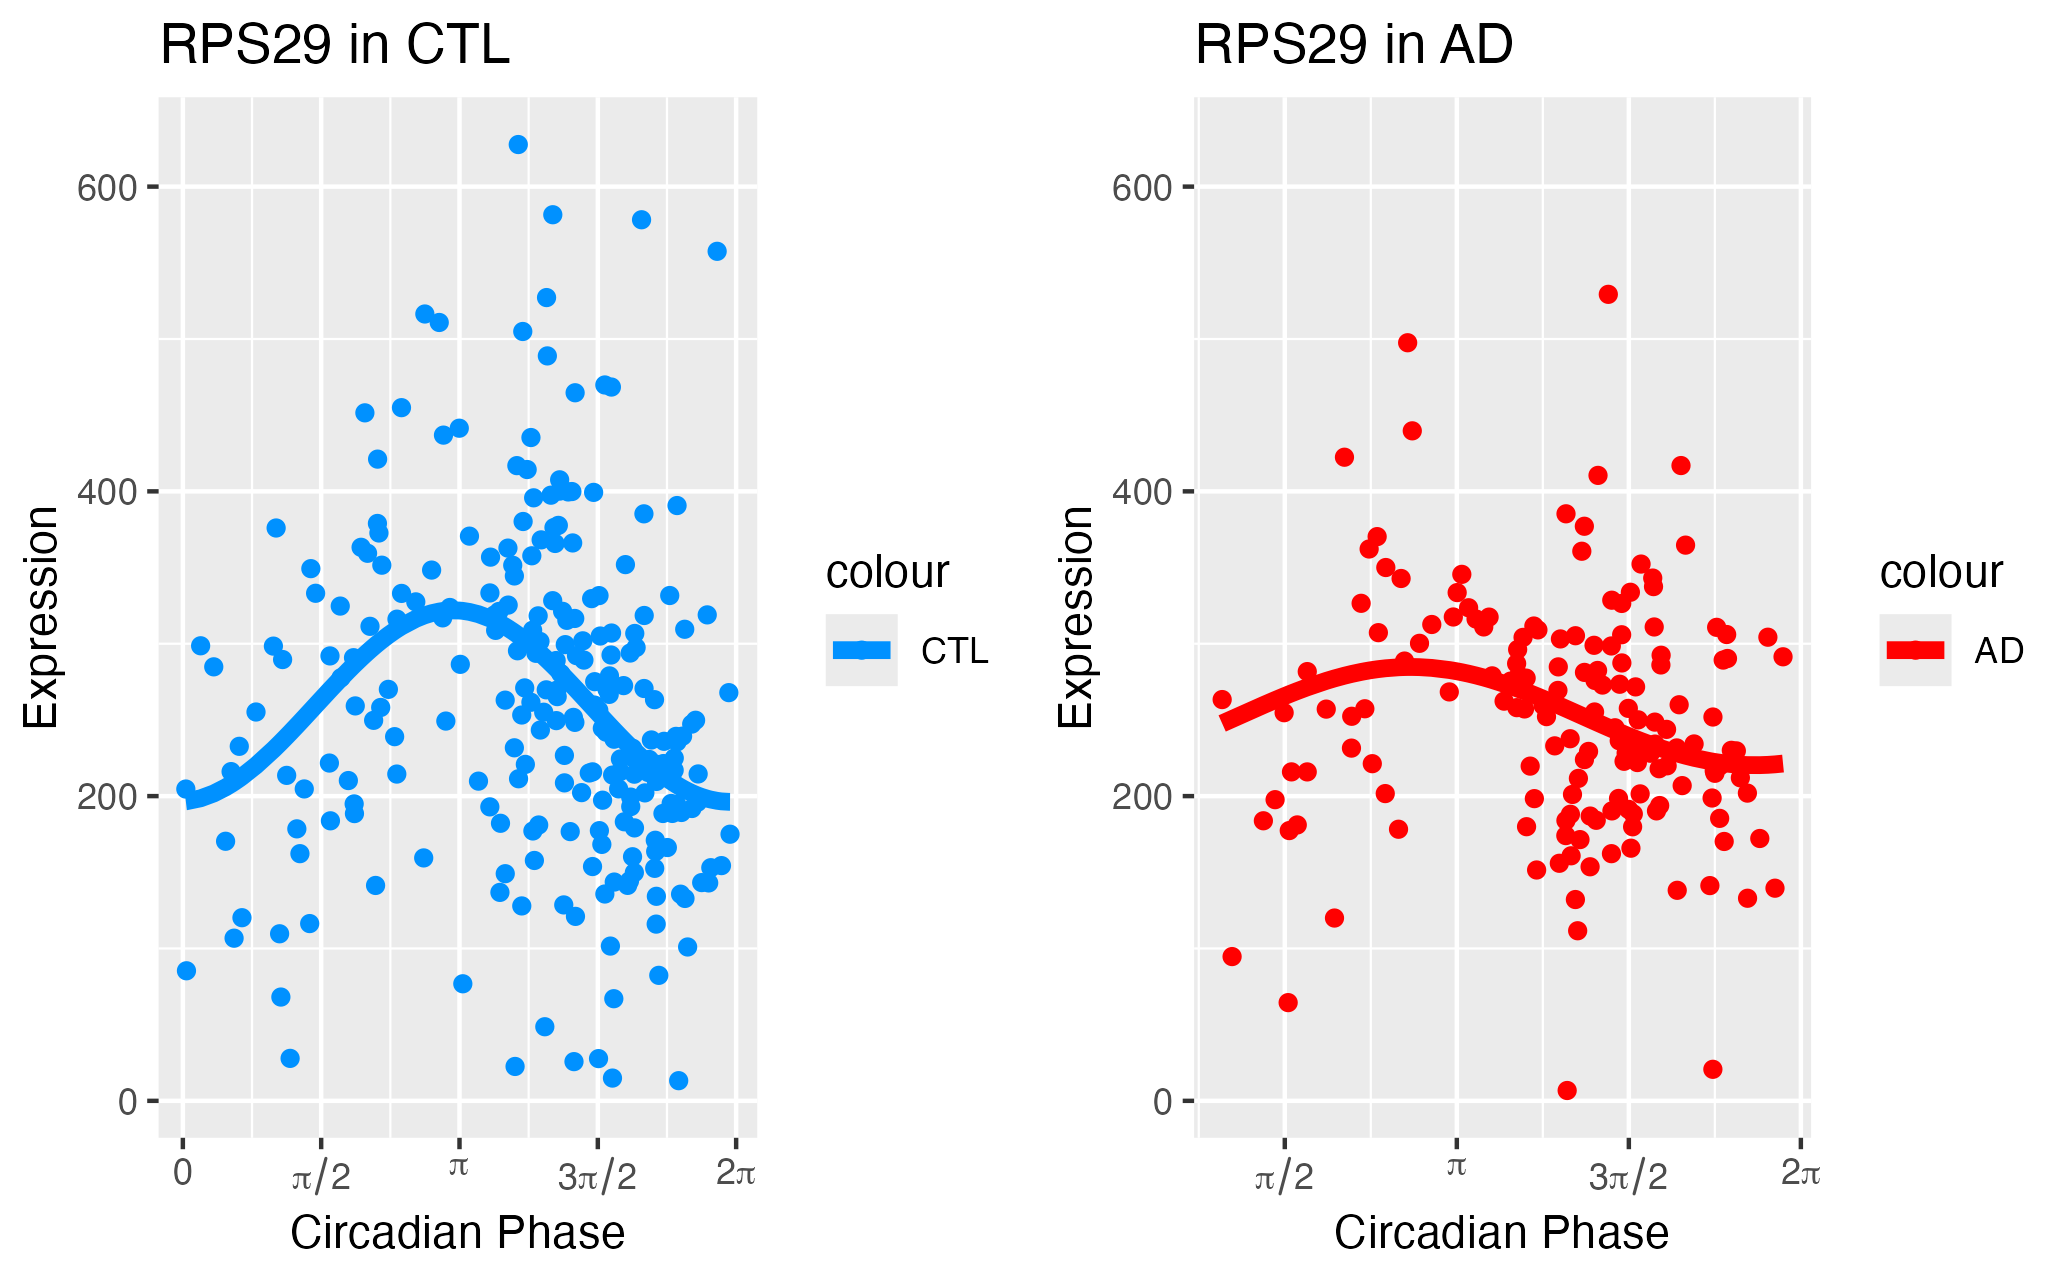 RPS29 in CTL
600
400
200
0
Expression
0 π/2 π 3π/2 2π
Circadian Phase
colour
CTL
RPS29 in AD
600
400
200
0
Expression
π/2 π 3π/2 2π
Circadian Phase
colour
AD